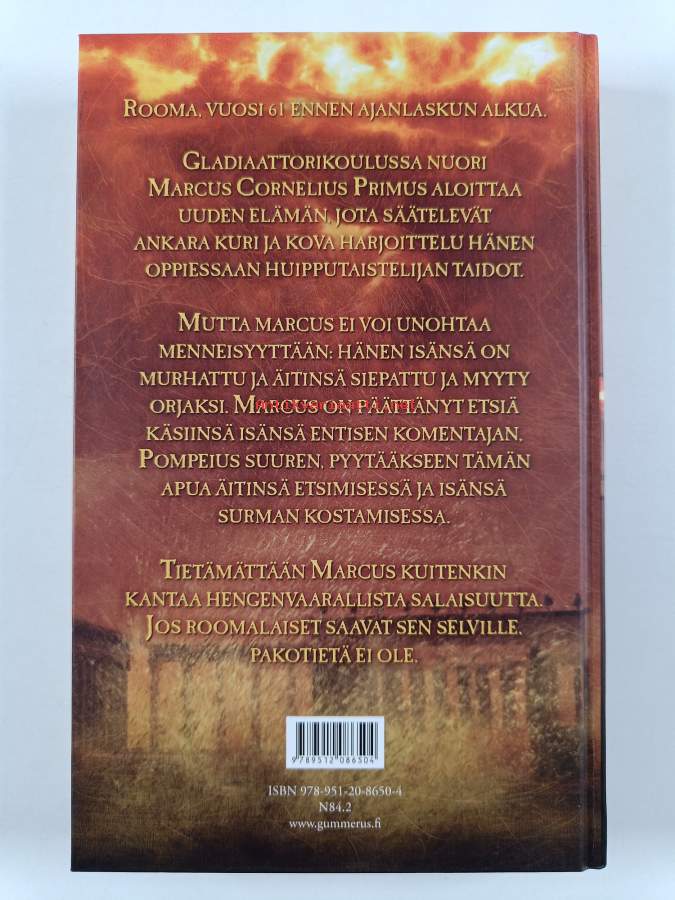 ROOMA, VUOSI 61 ENNEN AJANLASKUN ALKUA.
GLADIAATTORIKOULUSSA NUORI
MARCUS CORNELIUS PRIMUS ALOITTAA
UUDEN ELÄMÄN, JOTA SÄÄTELEVÄT
ANKARA KURI JA KOVA HARJOITTELU HÄNEN
OPPIESSAAN HUIPPUTAISTELIJAN TAIDOT.
MUTTA MARCUS EI VOI UNOHTAA
MENNEISYYTTÄÄN: HÄNEN ISÄNSÄ ON
MURHATTU JA ÄITINSÄ SIEPATTU JA MYYTY
ORJAKSI. MARCUS ON PÄÄTTÄNYT ETSIÄ
KÄSIINSÄ ISÄNSÄ ENTISEN KOMENTAJAN,
POMPEIUS SUUREN, PYYTÄÄKSEEN TÄMÄN
APUA ÄITINSÄ ETSIMISESSÄ JA ISÄNSÄ
SURMAN KOSTAMISESSA.
TIETÄMÄTTÄÄN MARCUS KUITENKIN
KANTAA HENGENVAARALLISTA SALAISUUTTA.
JOS ROOMALAISET SAAVAT SEN SELVILLE,
PAKOTIETÄ EI OLE.
9789512086504
ISBN 978-951-20-8650-4
N84.2
www.gummerus.fi